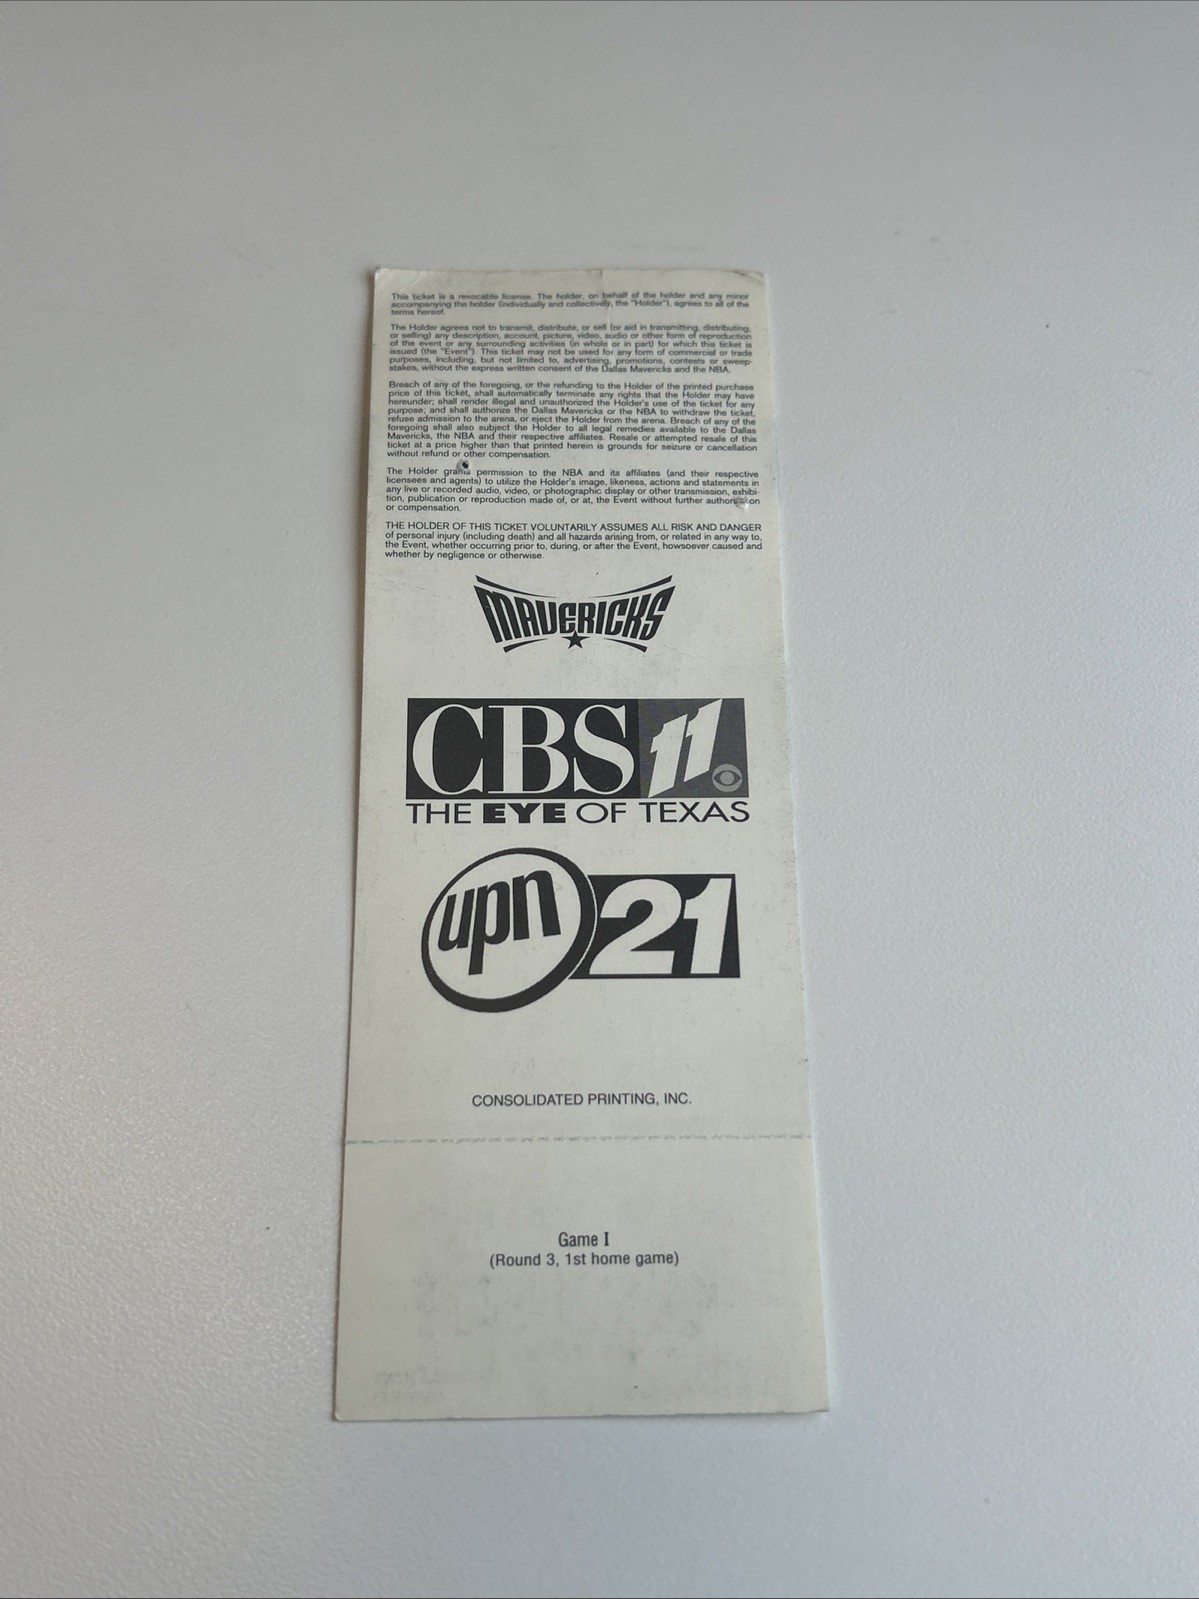 This ticket is a revocable license. The holder, on behalf of the holder and any minor
accompanying the holder (individually and collectively, the "Holder"), agrees to all of the
terms hereof.
The Holder agrees not to transmit, distribute, or sell (or aid in transmitting, distributing,
or selling) any description, account, picture, video, audio or other form of reproduction
of the event or any surrounding activities (in whole or in part) for which this ticket is
issued (the "Event"). This ticket may not be used for any form of commercial or trade
purposes, including, but not limited to, advertising, promotions, contests or sweep-
stakes, without the express written consent of the Dallas Mavericks and the NBA.
Breach of any of the foregoing, or the refunding to the Holder of the printed purchase
price of this ticket, shall automatically terminate any rights that the Holder may have
hereunder; shall render illegal and unauthorized the Holder's use of the ticket for any
purpose; and shall authorize the Dallas Mavericks or the NBA to withdraw the ticket,
refuse admission to the arena, or eject the Holder from the arena. Breach of any of the
foregoing shall also subject the Holder to all legal remedies available to the Dallas
Mavericks, the NBA and their respective affiliates. Resale or attempted resale of this
ticket at a price higher than that printed herein is grounds for seizure or cancellation
without refund or other compensation.
The Holder grants permission to the NBA and its affiliates (and their respective
licensees and agents) to utilize the Holder's image, likeness, actions and statements in
any live or recorded audio, video, or photographic display or other transmission, exhibi-
tion, publication or reproduction made of, or at, the Event without further authorization
or compensation.
THE HOLDER OF THIS TICKET VOLUNTARILY ASSUMES ALL RISK AND DANGER
of personal injury (including death) and all hazards arising from, or related in any way to,
the Event, whether occurring prior to, during, or after the Event, howsoever caused and
whether by negligence or otherwise.
MAVERICKS
CBS 11
THE EYE OF TEXAS
upn 21
CONSOLIDATED PRINTING, INC.
Game I
(Round 3, 1st home game)